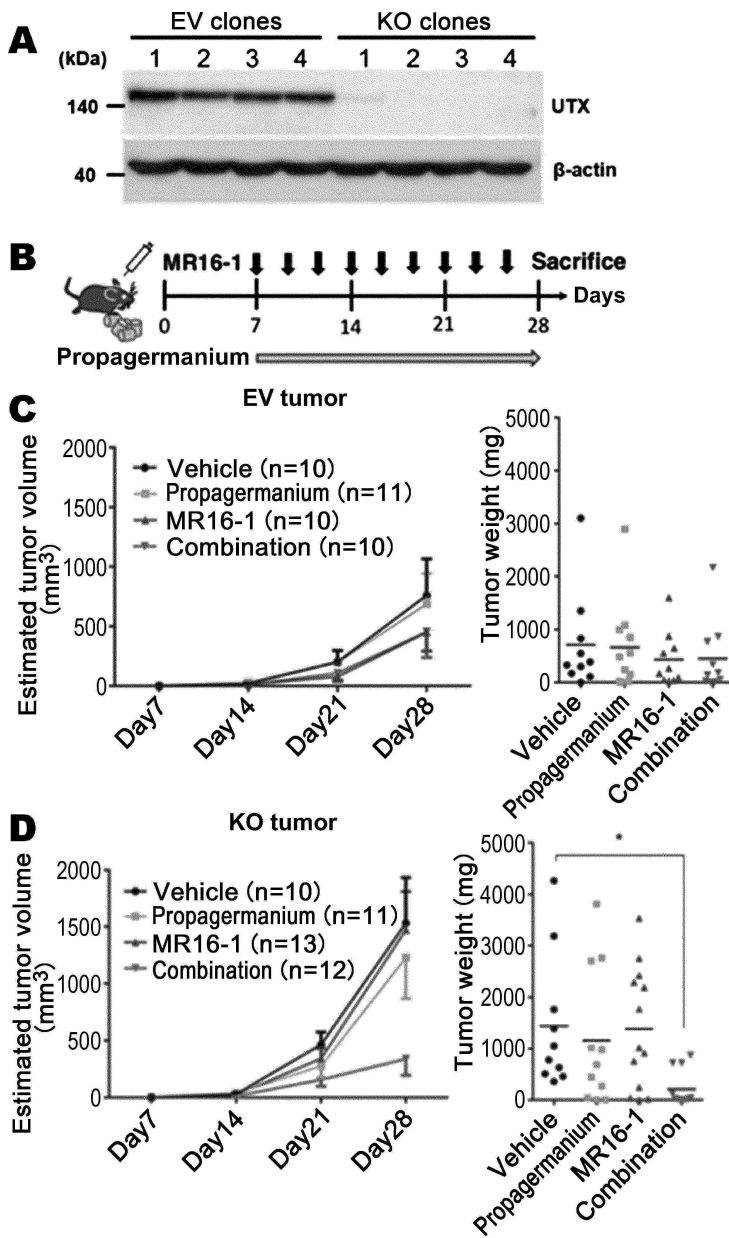 A
EV clones KO clones
(kDa) 1 2 3 4 1 2 3 4
140 UTX
40 β-actin
B
MR16-1 Sacrifice
Days
0 7 14 21 28
Propagermanium
C
EV tumor
Estimated tumor volume
(mm3)
2000
1500
1000
500
0
Vehicle (n=10)
Propagermanium (n=11)
MR16-1 (n=10)
Combination (n=10)
Day7 Day14 Day21 Day28
Tumor weight (mg)
5000
4000
3000
2000
1000
0
Vehicle Propagermanium MR16-1 Combination
D
KO tumor
Estimated tumor volume
(mm3)
2000
1500
1000
500
0
Vehicle (n=10)
Propagermanium (n=11)
MR16-1 (n=13)
Combination (n=12)
Day7 Day14 Day21 Day28
Tumor weight (mg)
5000
4000
3000
2000
1000
0
*
Vehicle Propagermanium MR16-1 Combination